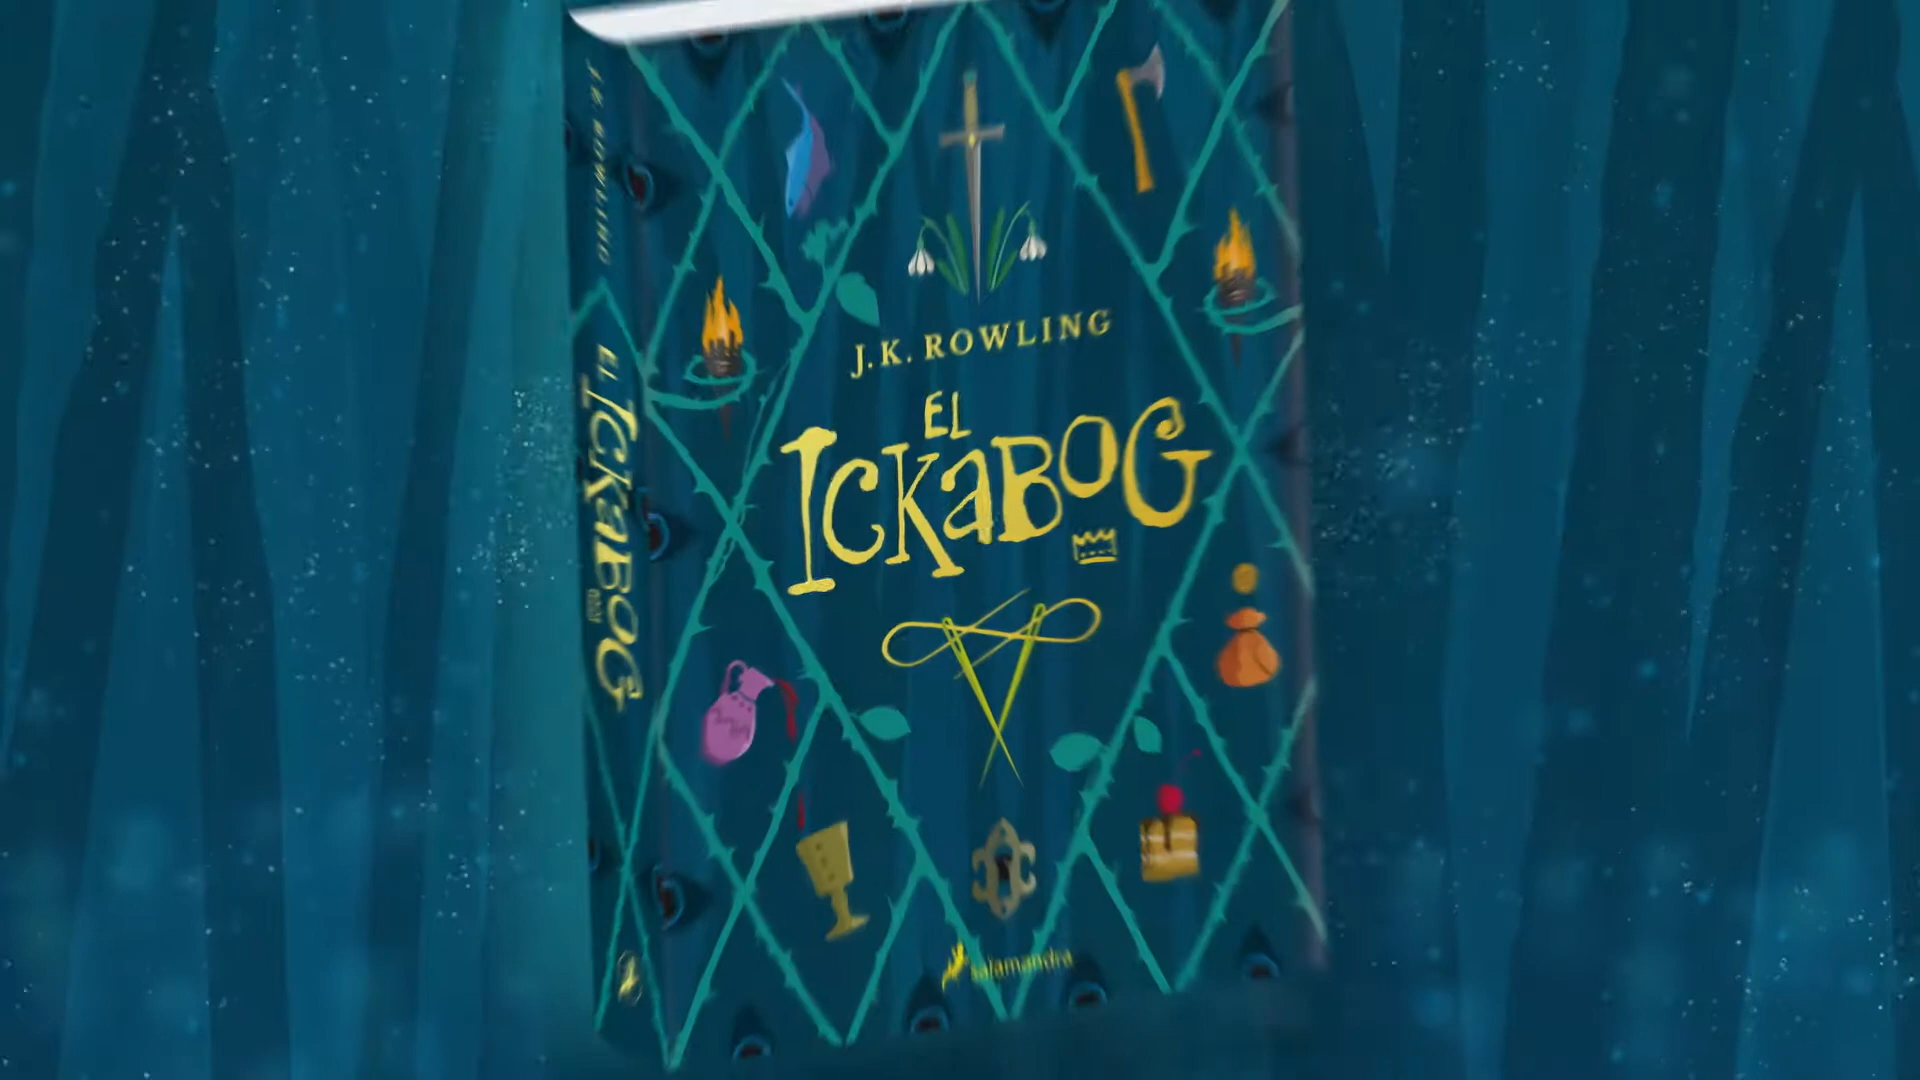 J.K. ROWLING
EL ICKABOG
J.K. ROWLING
EL
ICKABOG
salamandra